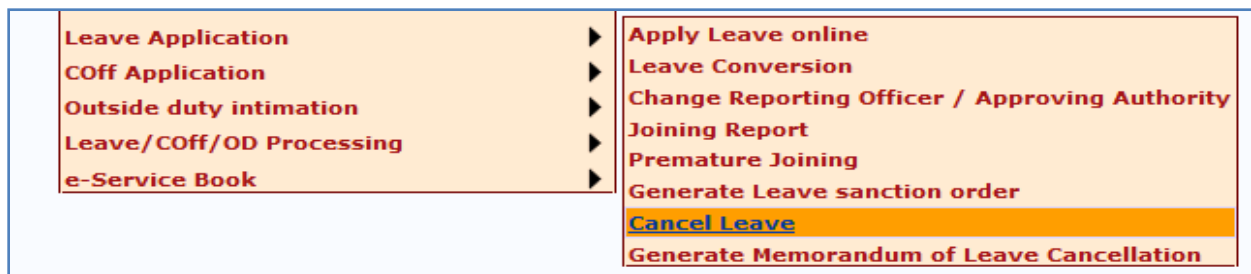 Leave Application
COff Application
Outside duty intimation
Leave/COff/OD Processing
e-Service Book
Apply Leave online
Leave Conversion
Change Reporting Officer / Approving Authority
Joining Report
Premature Joining
Generate Leave sanction order
Cancel Leave
Generate Memorandum of Leave Cancellation